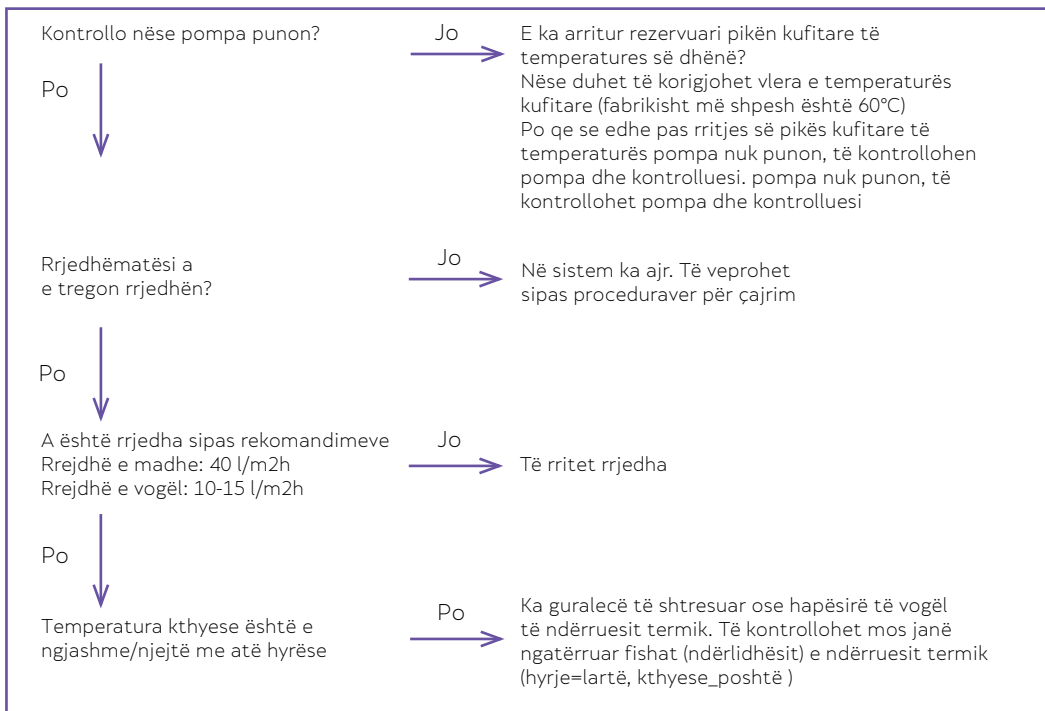 Kontrollo nëse pompa punon?
Jo
E ka arritur rezervuari pikën kufitare të
temperatures së dhënë?
Nëse duhet të korigjohet vlera e temperaturës
kufitare (fabrikisht më shpesh është 60°C)
Po qe se edhe pas rritjes së pikës kufitare të
temperaturës pompa nuk punon, të kontrollohen
pompa dhe kontrolluesi. pompa nuk punon, të
kontrollohet pompa dhe kontrolluesi
Po
Rrjedhëmatësi a
e tregon rrjedhën?
Jo
Në sistem ka ajr. Të veprohet
sipas proceduraver për çajrim
Po
A është rrjedha sipas rekomandimeve
Rrejdhë e madhe: 40 l/m2h
Rrejdhë e vogël: 10-15 l/m2h
Jo
Të rritet rrjedha
Po
Temperatura kthyese është e
ngjashme/njejtë me atë hyrëse
Po
Ka guralecë të shtresuar ose hapësirë të vogël
të ndërruesit termik. Të kontrollohet mos janë
ngatërruar fishat (ndërlidhësit) e ndërruesit termik
(hyrje=lartë, kthyese_poshtë )